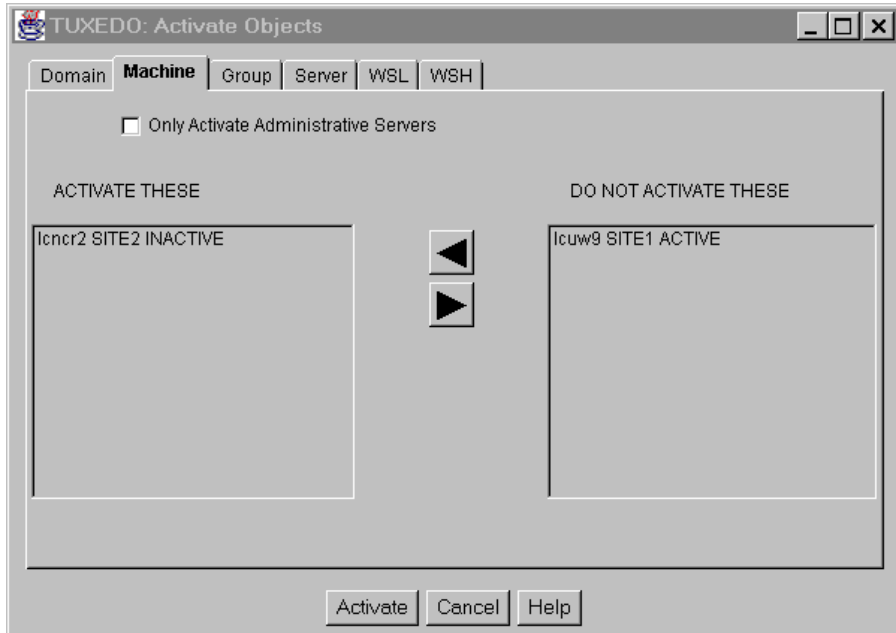 TUXEDO: Activate Objects
Domain Machine Group Server WSL WSH
Only Activate Administrative Servers
ACTIVATE THESE DO NOT ACTIVATE THESE
lcncr2 SITE2 INACTIVE lcuw9 SITE1 ACTIVE
Activate Cancel Help